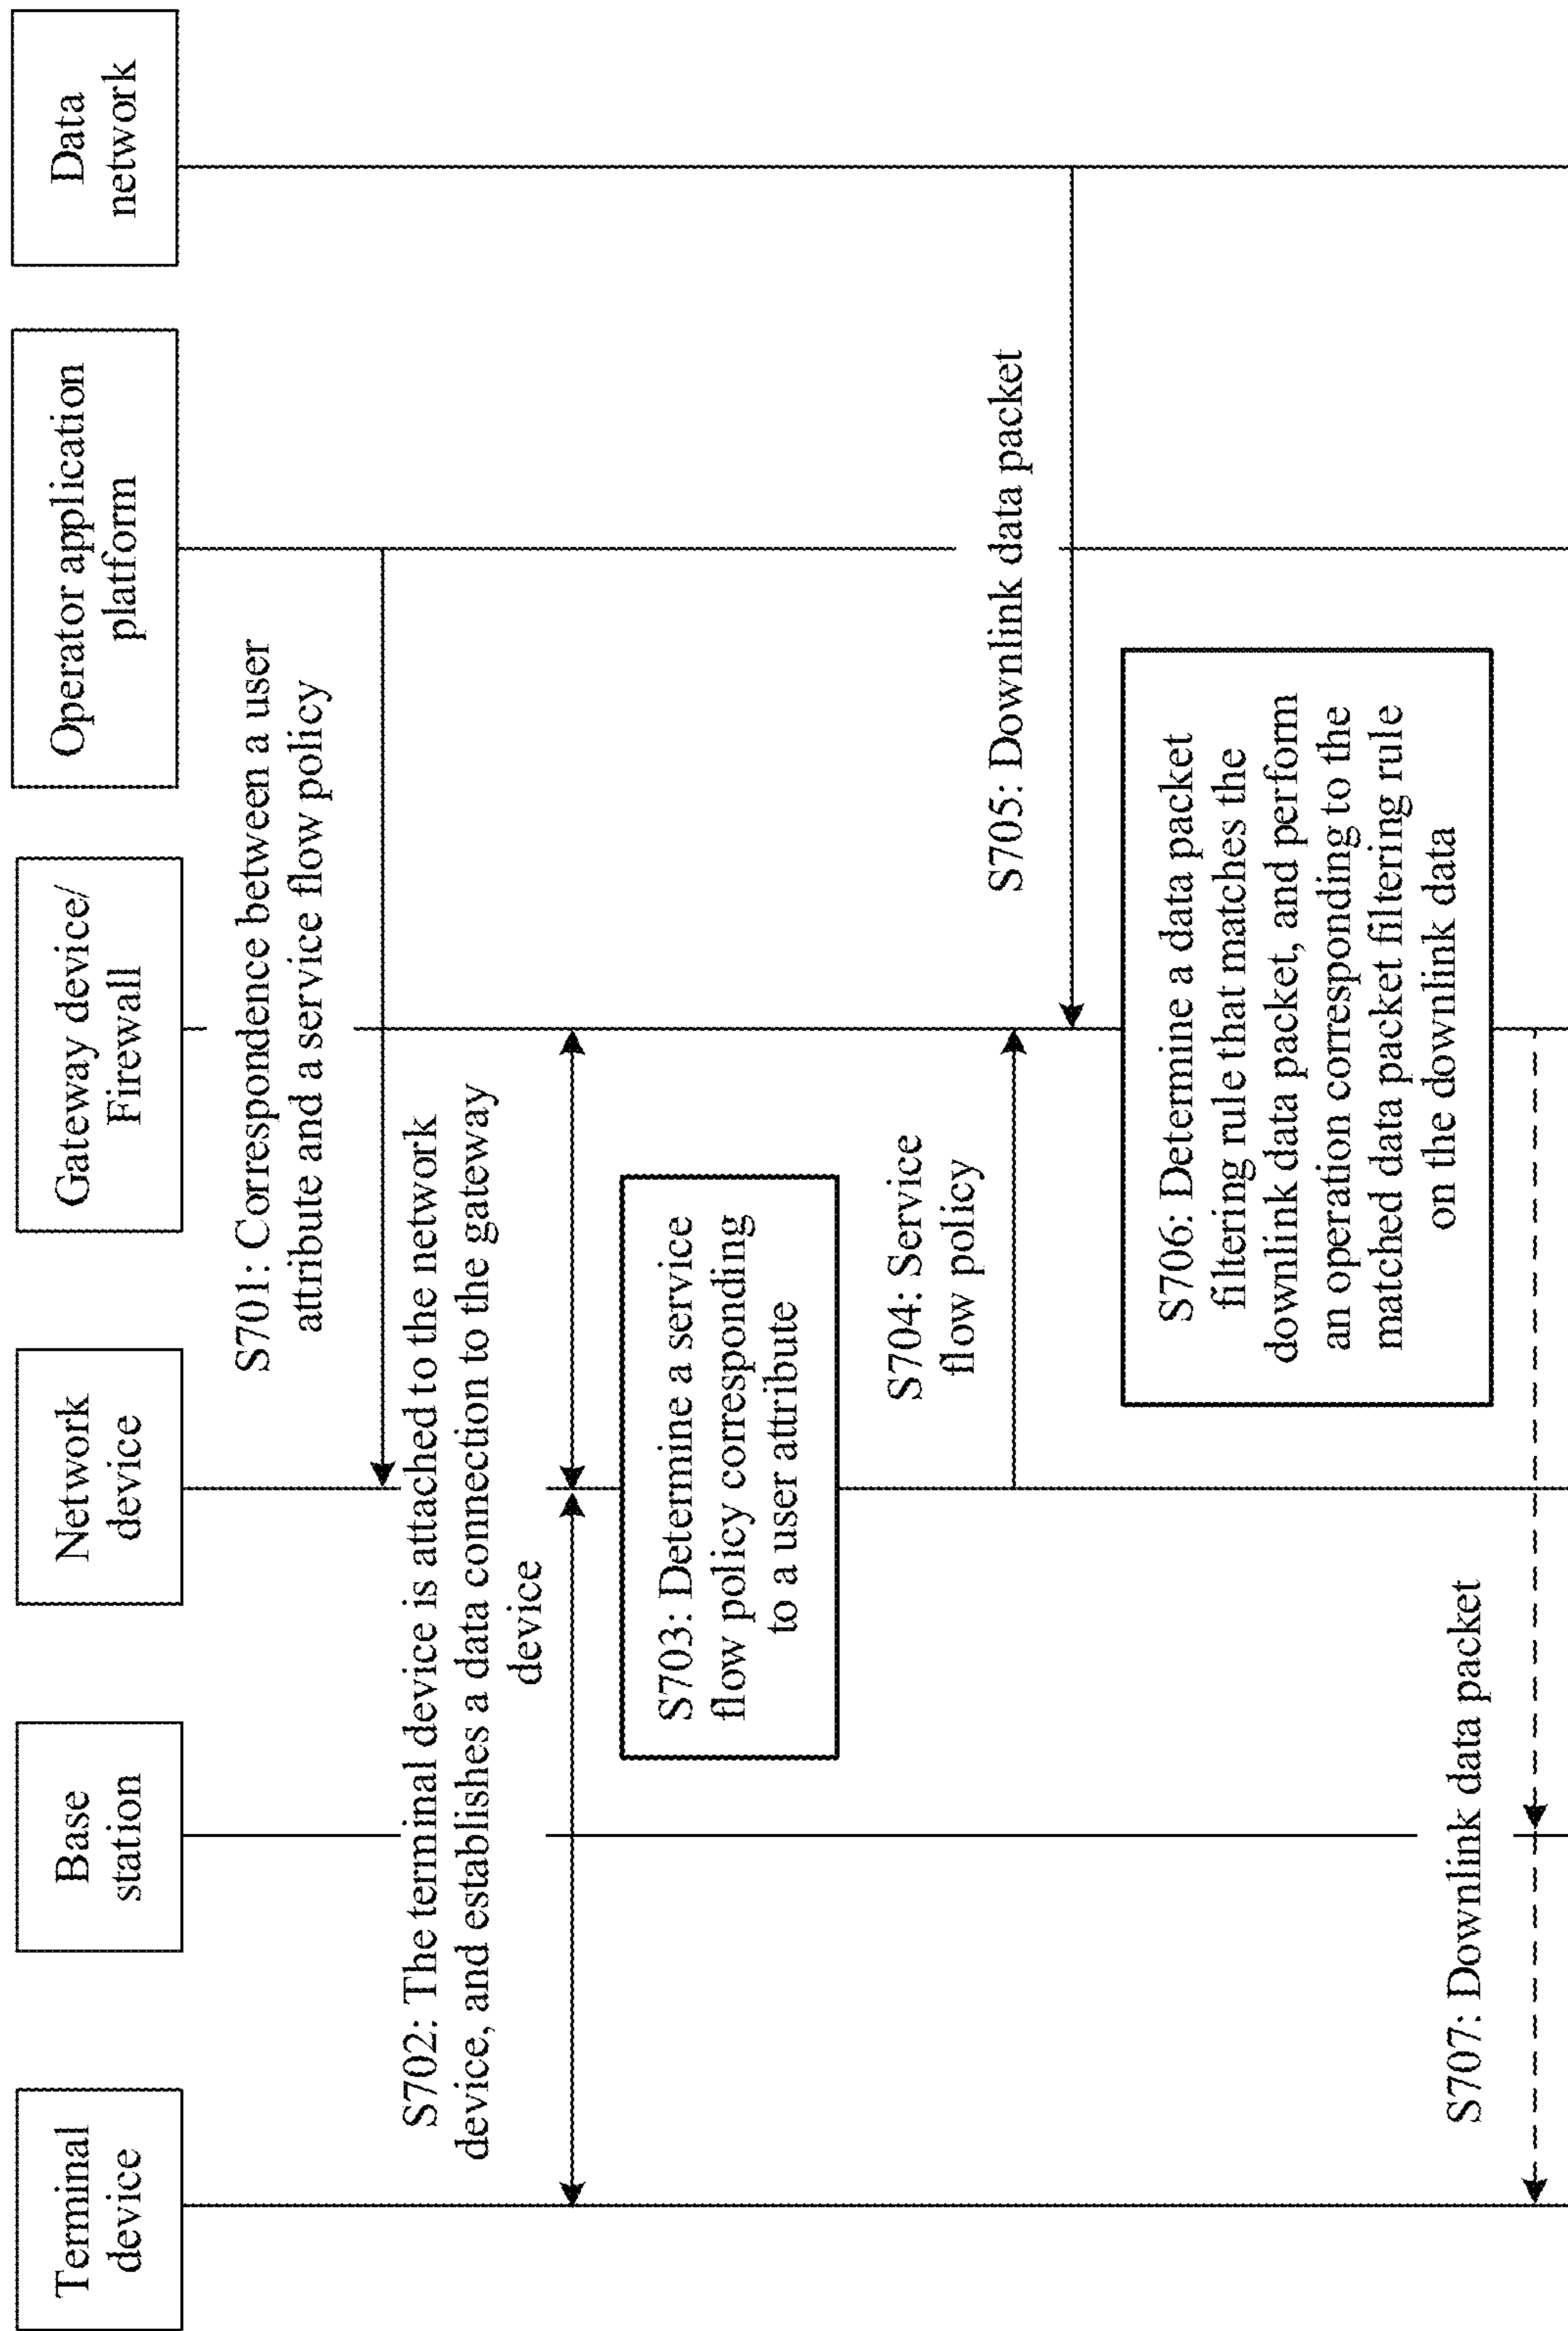 Terminal
device
Base
station
Network
device
Gateway device/
Firewall
Operator application
platform
Data
network
S701: Correspondence between a user
attribute and a service flow policy
S702: The terminal device is attached to the network
device, and establishes a data connection to the gateway
device
S703: Determine a service
flow policy corresponding
to a user attribute
S704: Service
flow policy
S705: Downlink data packet
S706: Determine a data packet
filtering rule that matches the
downlink data packet, and perform
an operation corresponding to the
matched data packet filtering rule
on the downlink data
S707: Downlink data packet